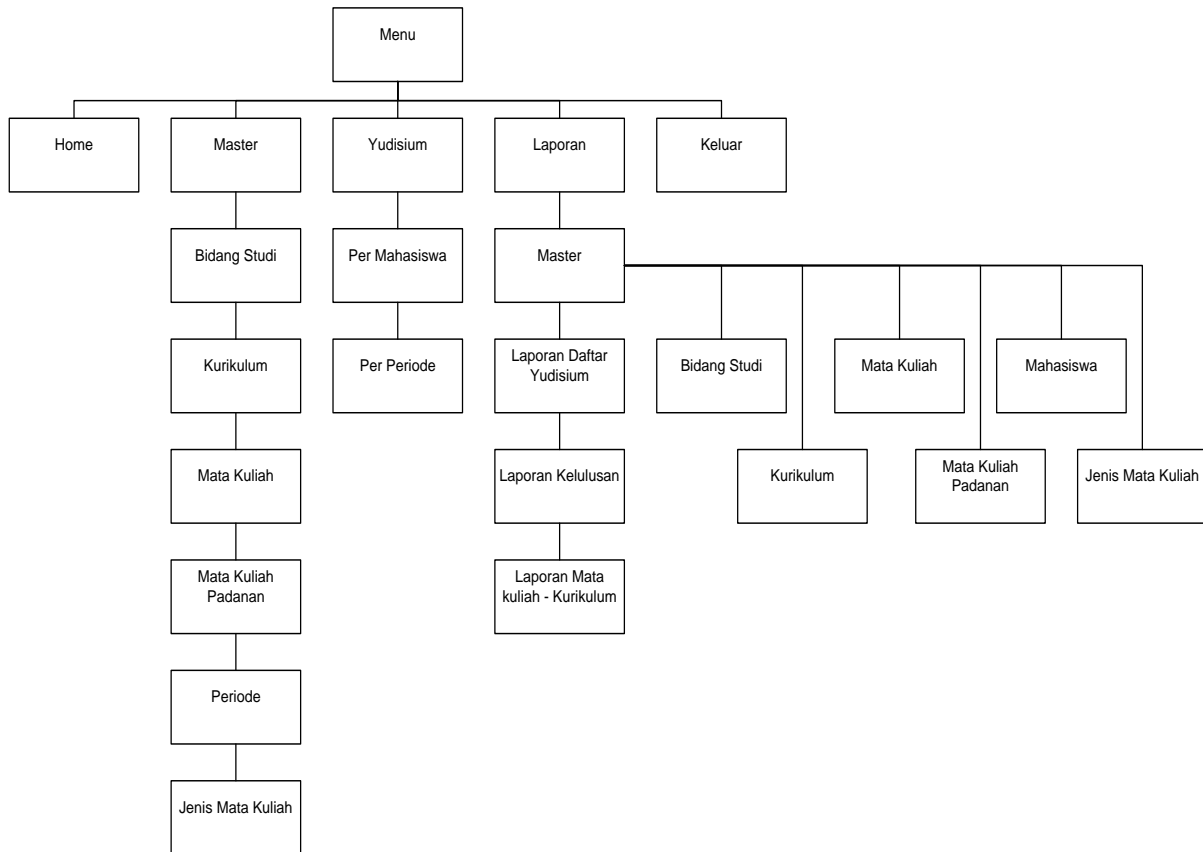 Menu
Home
Master
Yudisium
Laporan
Keluar
Bidang Studi
Per Mahasiswa
Master
Kurikulum
Per Periode
Laporan Daftar
Yudisium
Bidang Studi
Mata Kuliah
Mahasiswa
Mata Kuliah
Laporan Kelulusan
Kurikulum
Mata Kuliah
Padanan
Jenis Mata Kuliah
Mata Kuliah
Padanan
Laporan Mata
kuliah - Kurikulum
Periode
Jenis Mata Kuliah